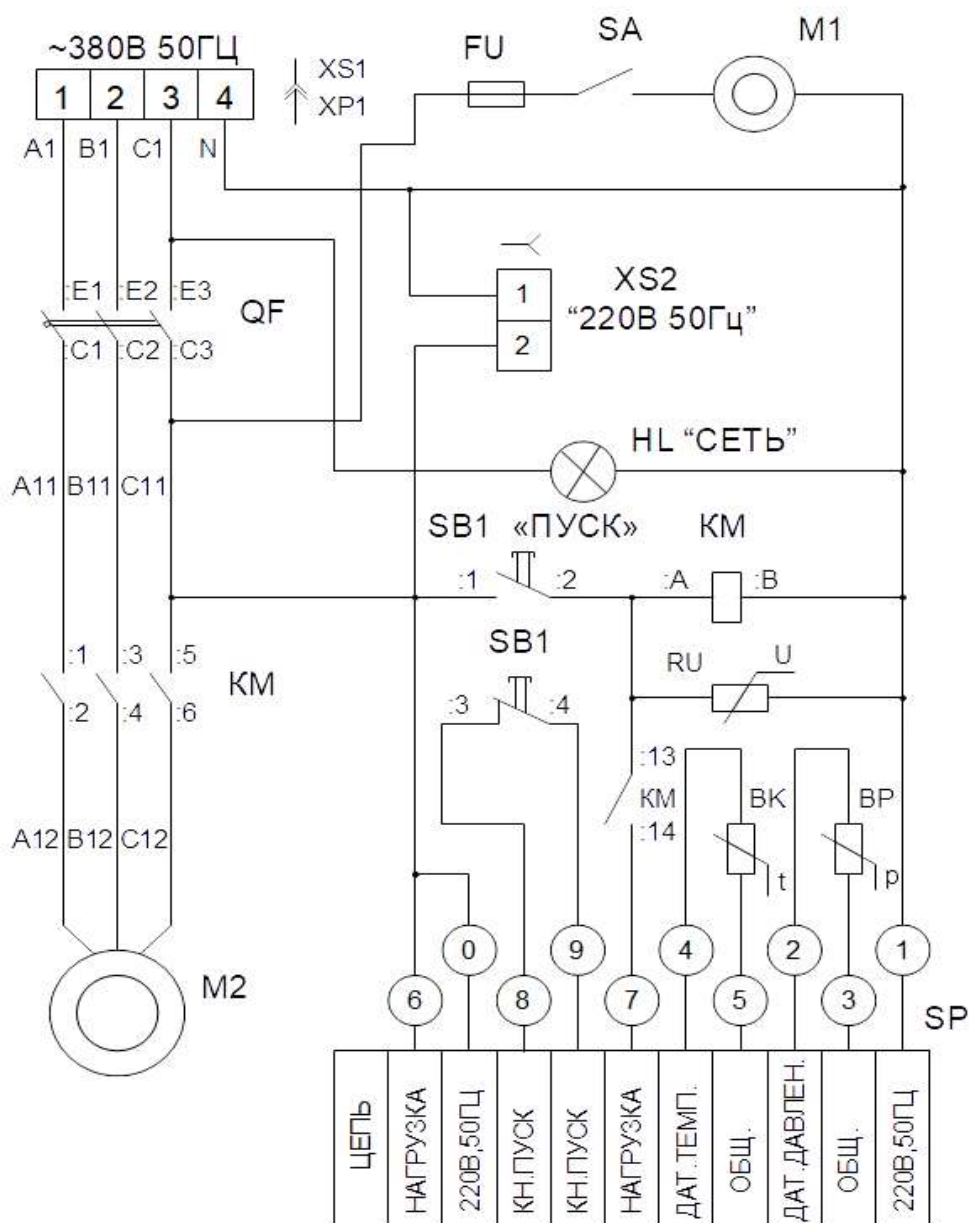 ~380В 50ГЦ
1 2 3 4
XS1
XP1
A1 B1 C1 N
FU
SA
M1
:E1 :E2 :E3
QF
:C1 :C2 :C3
1
2
XS2
“220В 50Гц”
HL “СЕТЬ”
A11 B11 C11
SB1 «ПУСК»
КМ
:1 :2
:A :B
SB1
:3 :4
RU
U
:1 :3 :5
КМ
:2 :4 :6
:13
КМ
:14
BK
t
BP
p
A12 B12 C12
M2
0 9 4 2 1
6 8 7 5 3
SP
ЦЕПЬ
НАГРУЗКА
220В,50ГЦ
КН.ПУСК
КН.ПУСК
НАГРУЗКА
ДАТ.ТЕМП.
ОБЩ.
ДАТ.ДАВЛЕН.
ОБЩ.
220В,50ГЦ